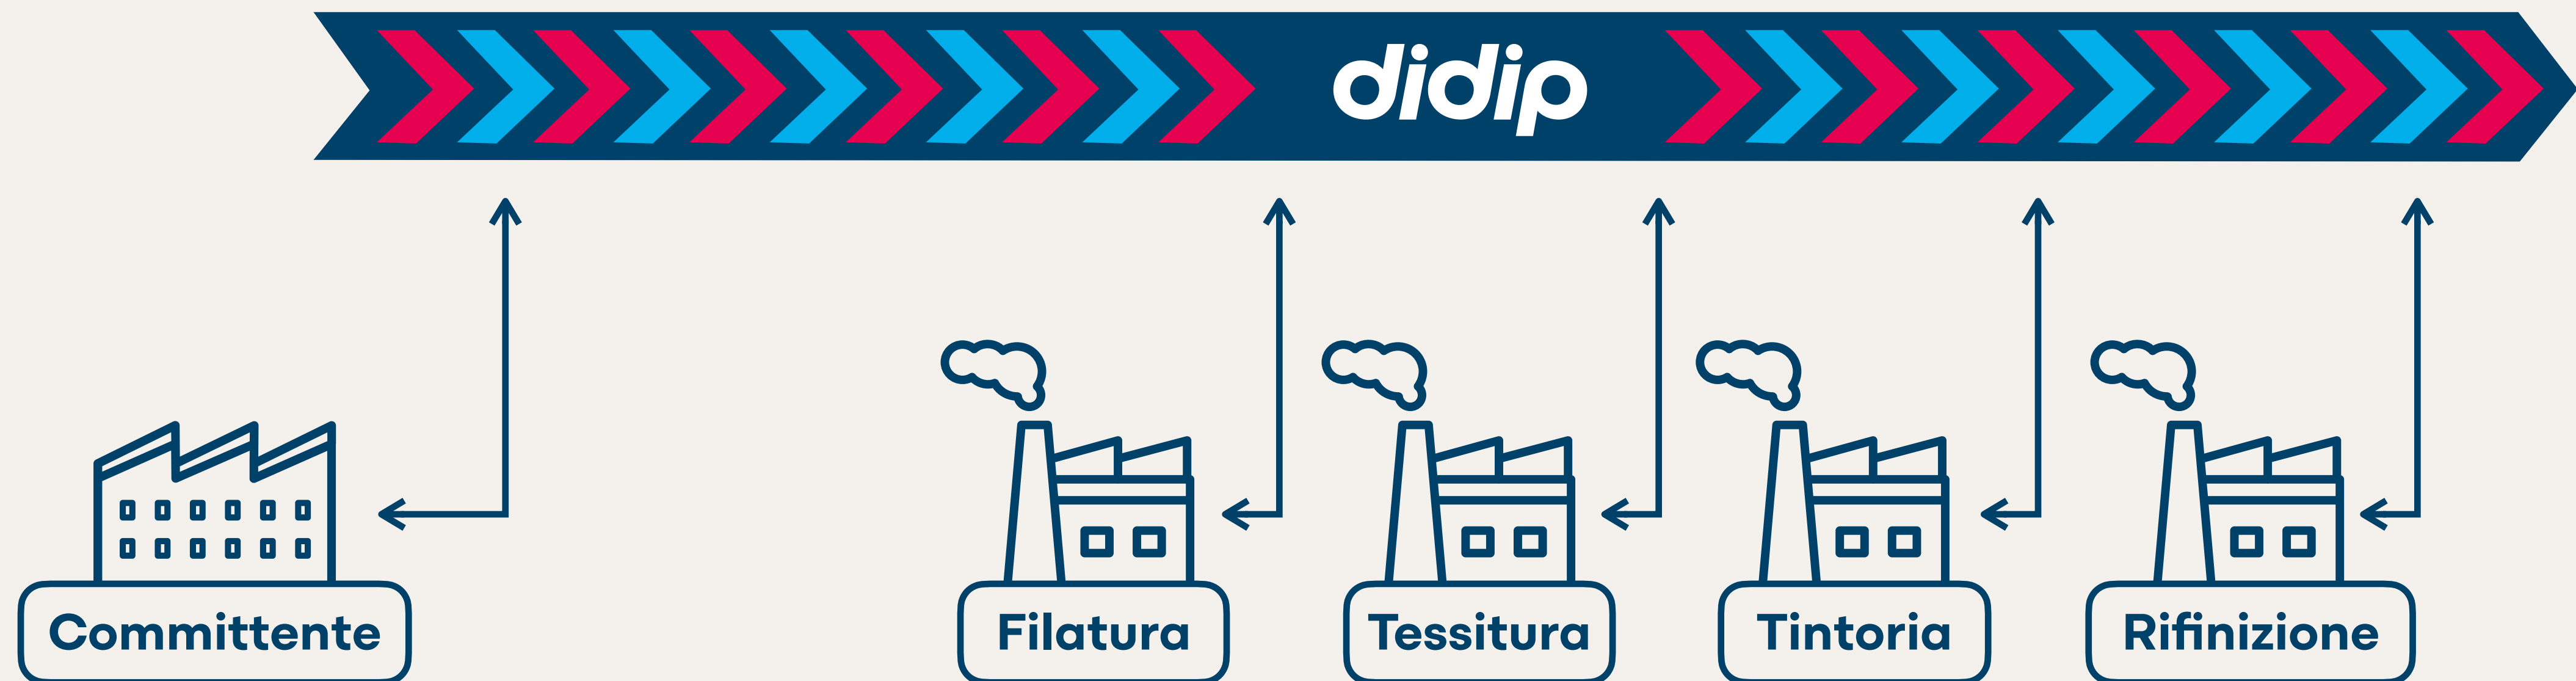 didip
Committente
Filatura
Tessitura
Tintoria
Rifinizione